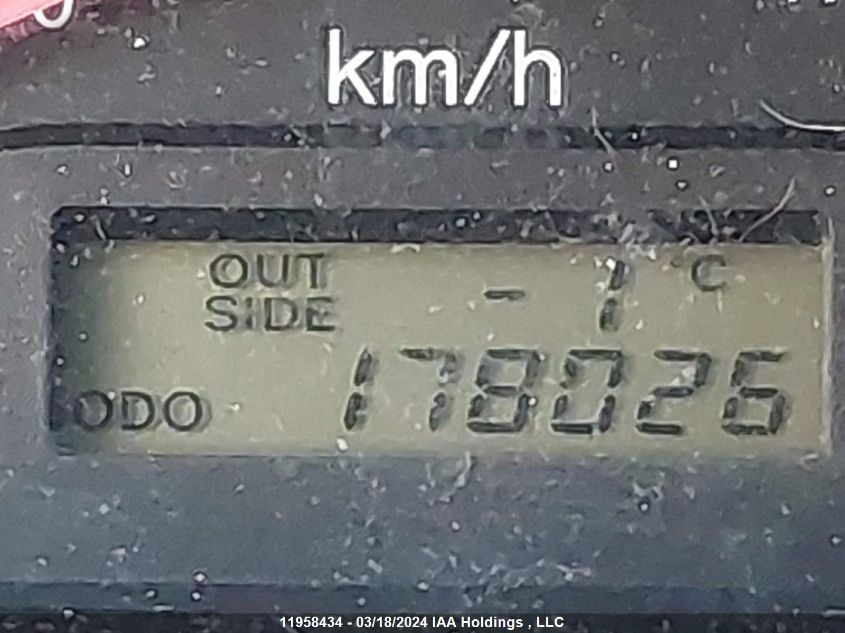 km/h
OUT SIDE -1 °C
ODO 178026
11958434 - 03/18/2024 IAA Holdings , LLC